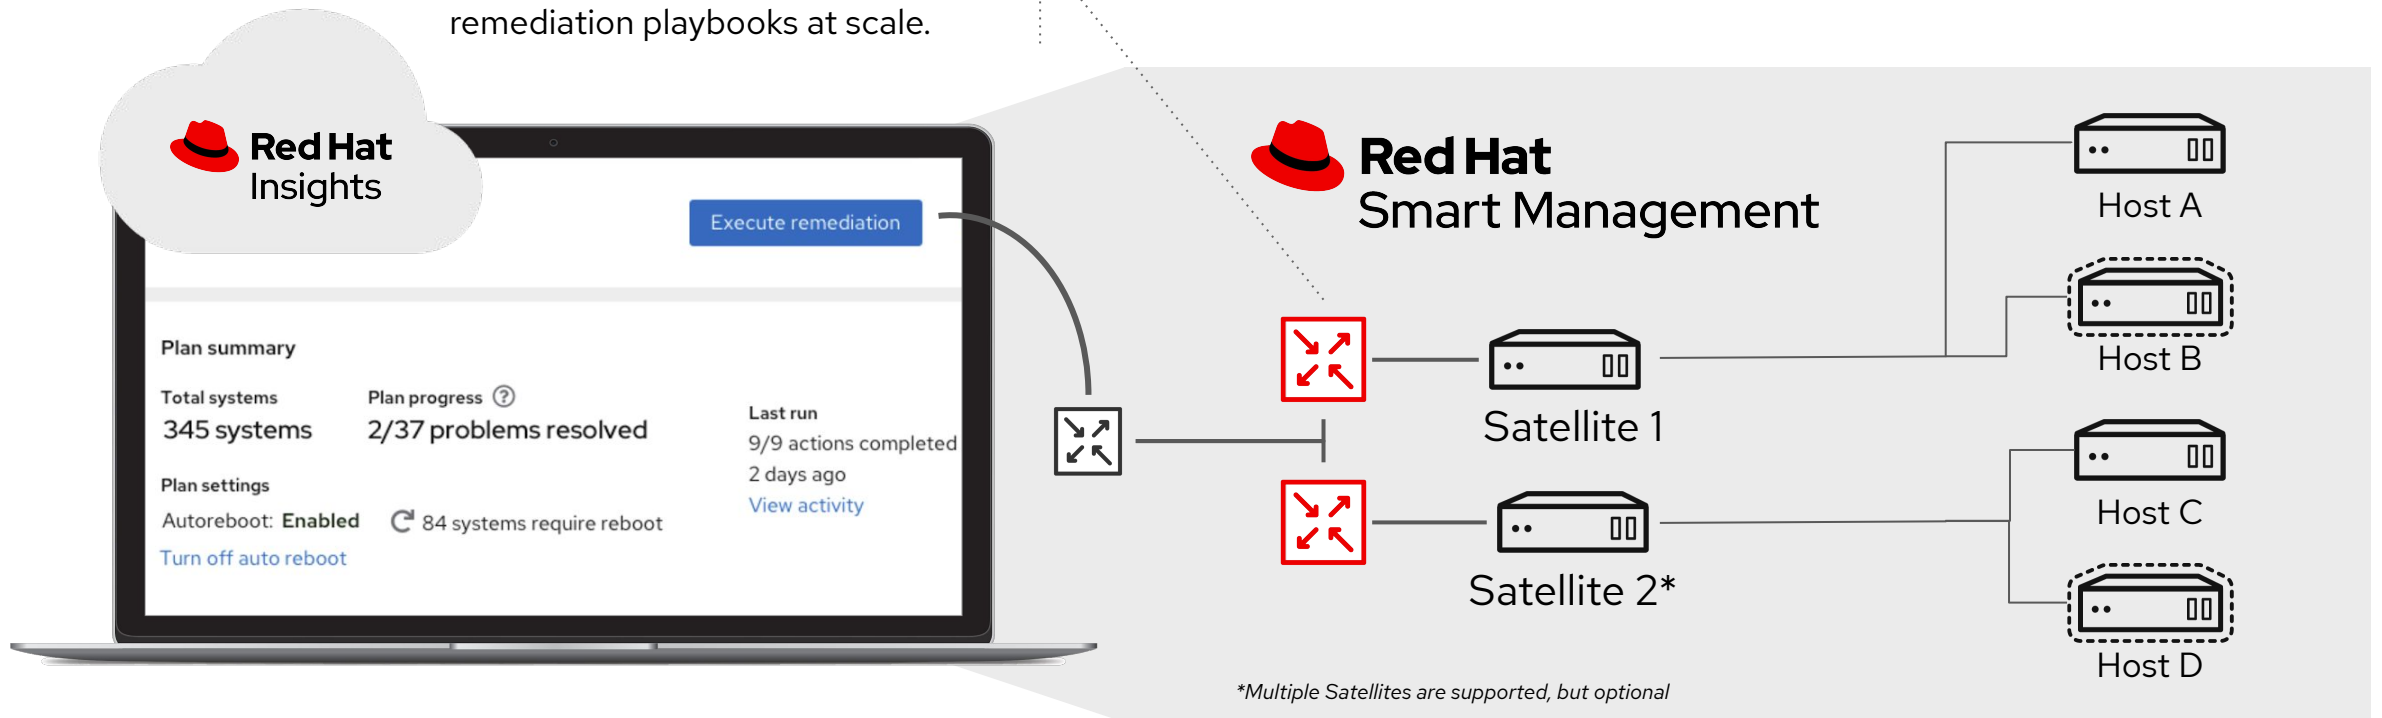 remediation playbooks at scale.
Red Hat
Insights
Execute remediation
Plan summary
Total systems
345 systems
Plan progress ?
2/37 problems resolved
Last run
9/9 actions completed
2 days ago
View activity
Plan settings
Autoreboot: Enabled
84 systems require reboot
Turn off auto reboot
Red Hat
Smart Management
Satellite 1
Satellite 2*
Host A
Host B
Host C
Host D
*Multiple Satellites are supported, but optional